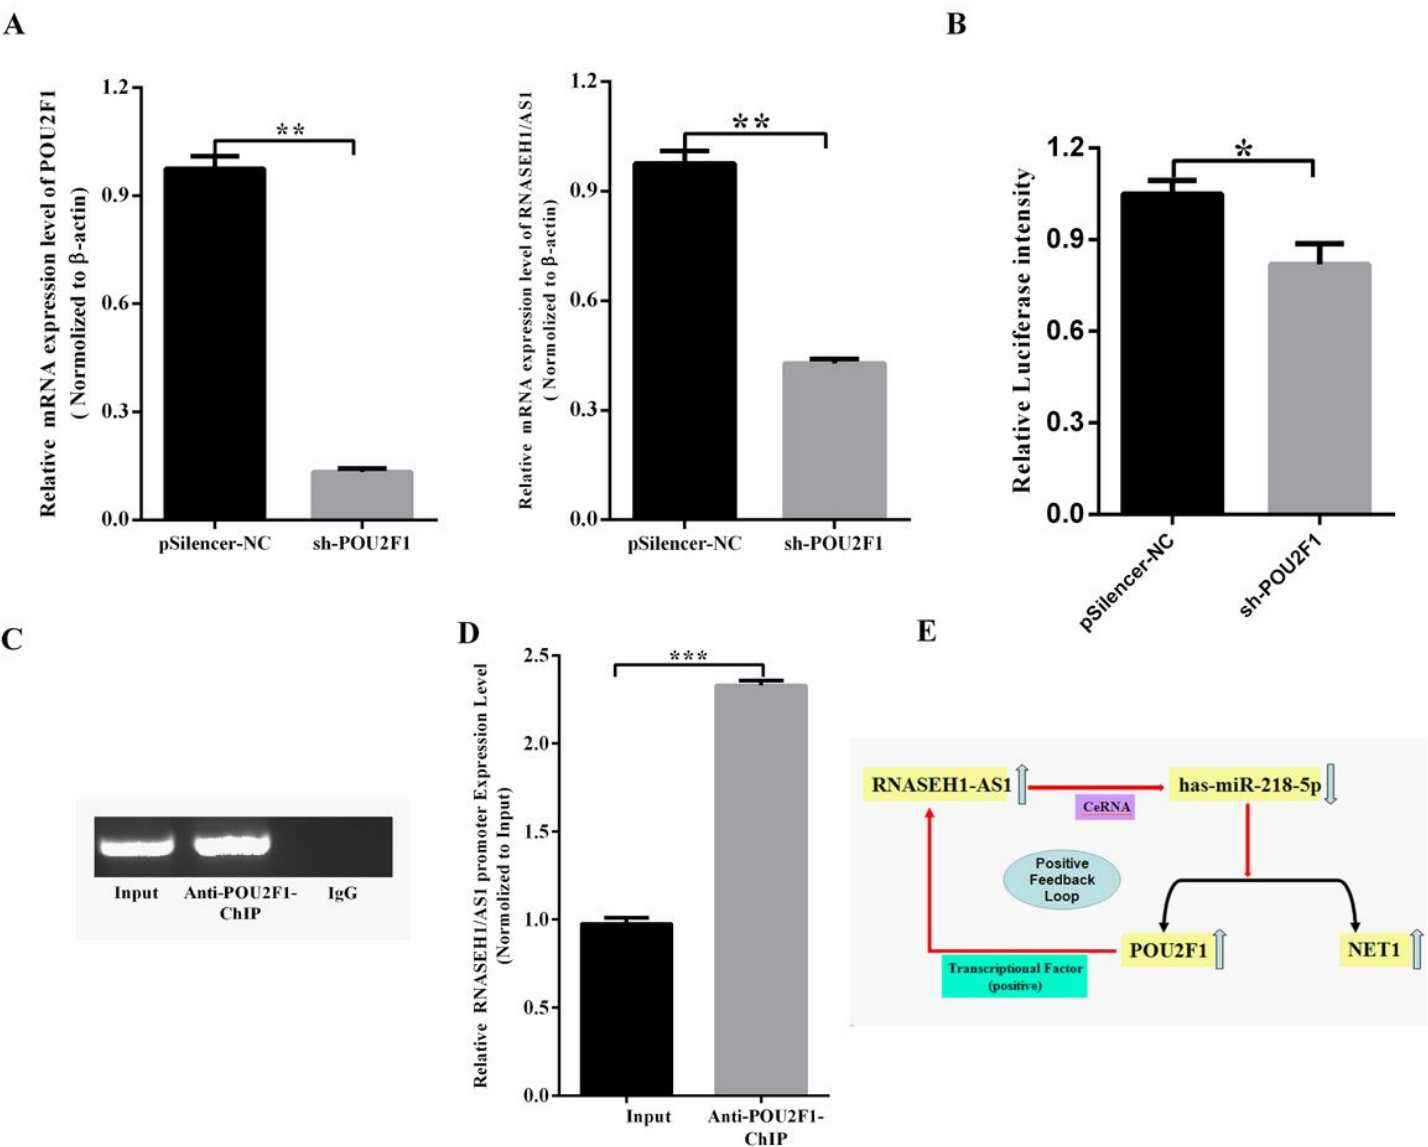 A
Relative mRNA expression level of POU2F1
( Normolized to β-actin)
1.2
0.9
0.6
0.3
0.0
**
pSilencer-NC
sh-POU2F1
Relative mRNA expression level of RNASEH1/AS1
( Normolized to β-actin)
1.2
0.9
0.6
0.3
0.0
**
pSilencer-NC
sh-POU2F1
B
Relative Luciferase intensity
1.2
0.9
0.6
0.3
0.0
*
pSilencer-NC
sh-POU2F1
C
Input
Anti-POU2F1-
ChIP
IgG
D
Relative RNASEH1/AS1 promoter Expression Level
(Normolized to Input)
2.5
2.0
1.5
1.0
0.5
0.0
***
Input
Anti-POU2F1-
ChIP
E
RNASEH1-AS1
CeRNA
has-miR-218-5p
Positive
Feedback
Loop
POU2F1
NET1
Transcriptional Factor
(positive)